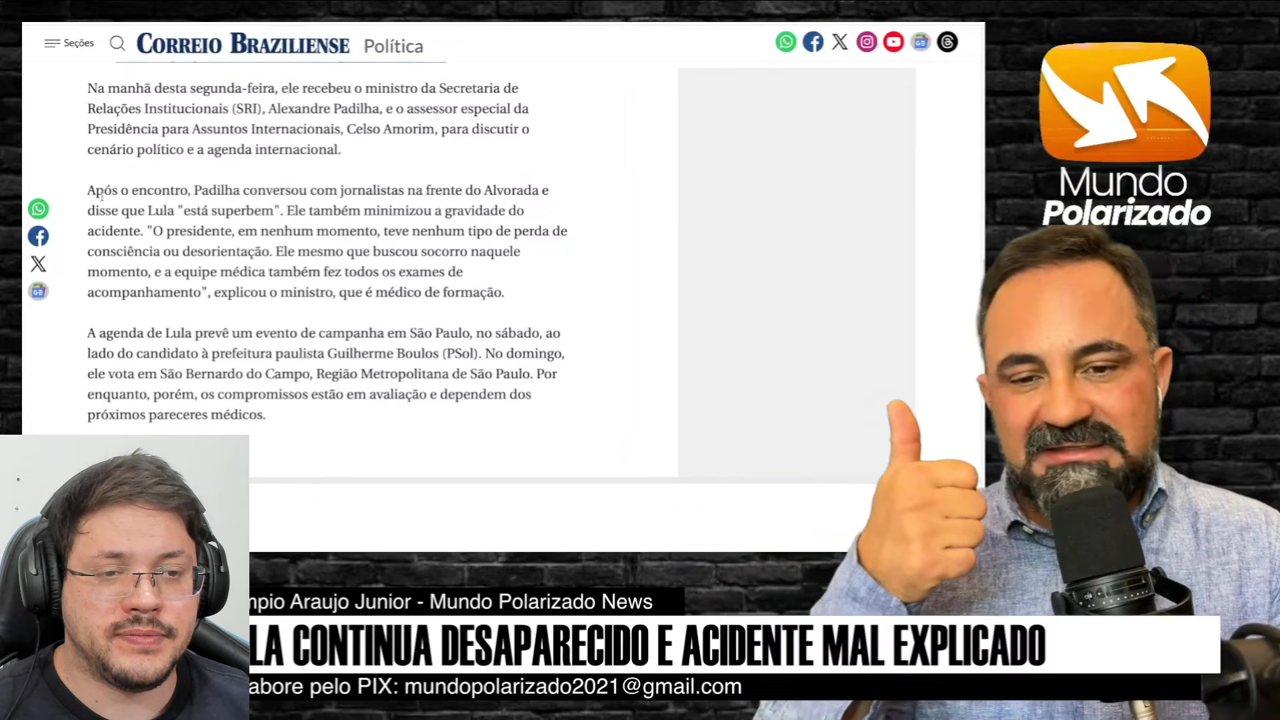 Seções
CORREIO BRAZILIENSE
Política
Na manhã desta segunda-feira, ele recebeu o ministro da Secretaria de
Relações Institucionais (SRI), Alexandre Padilha, e o assessor especial da
Presidência para Assuntos Internacionais, Celso Amorim, para discutir o
cenário político e a agenda internacional.
Após o encontro, Padilha conversou com jornalistas na frente do Alvorada e
disse que Lula "está superbem". Ele também minimizou a gravidade do
acidente. "O presidente, em nenhum momento, teve nenhum tipo de perda de
consciência ou desorientação. Ele mesmo que buscou socorro naquele
momento, e a equipe médica também fez todos os exames de
acompanhamento", explicou o ministro, que é médico de formação.
A agenda de Lula prevê um evento de campanha em São Paulo, no sábado, ao
lado do candidato à prefeitura paulista Guilherme Boulos (PSol). No domingo,
ele vota em São Bernardo do Campo, Região Metropolitana de São Paulo. Por
enquanto, porém, os compromissos estão em avaliação e dependem dos
próximos pareceres médicos.
Mundo
Polarizado
mpio Araujo Junior - Mundo Polarizado News
LA CONTINUA DESAPARECIDO E ACIDENTE MAL EXPLICADO
abore pelo PIX: mundopolarizado2021@gmail.com